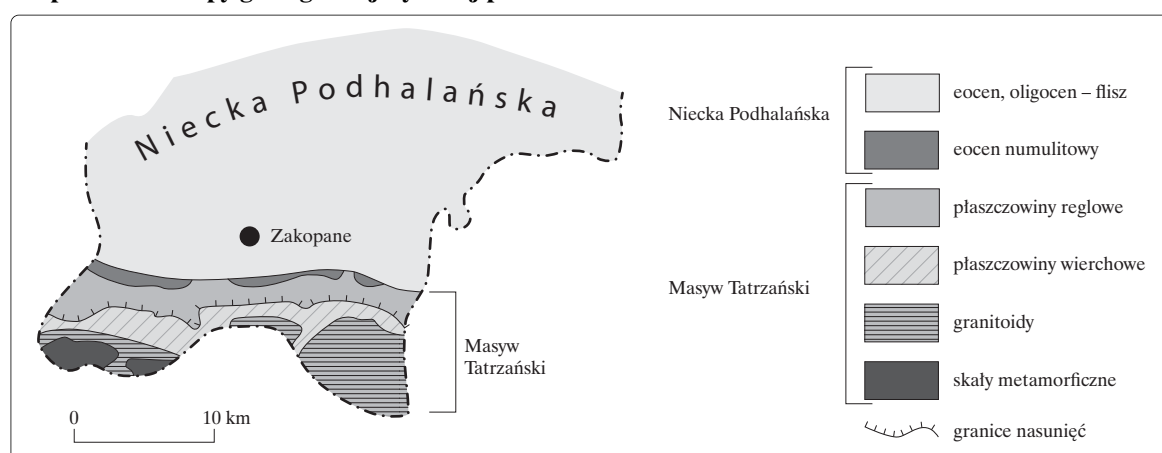 Niecka Podhalańska
Zakopane
Masyw
Tatrzański
0 10 km
Niecka Podhalańska
Masyw Tatrzański
eocen, oligocen – flisz
eocen numulitowy
płaszczowiny reglowe
płaszczowiny wierchowe
granitoidy
skały metamorficzne
granice nasunięć